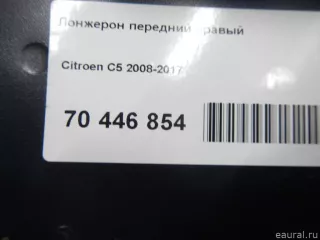 Лонжерон передний правый
Citroen C5 2008-2017
70 446 854
eaural.ru